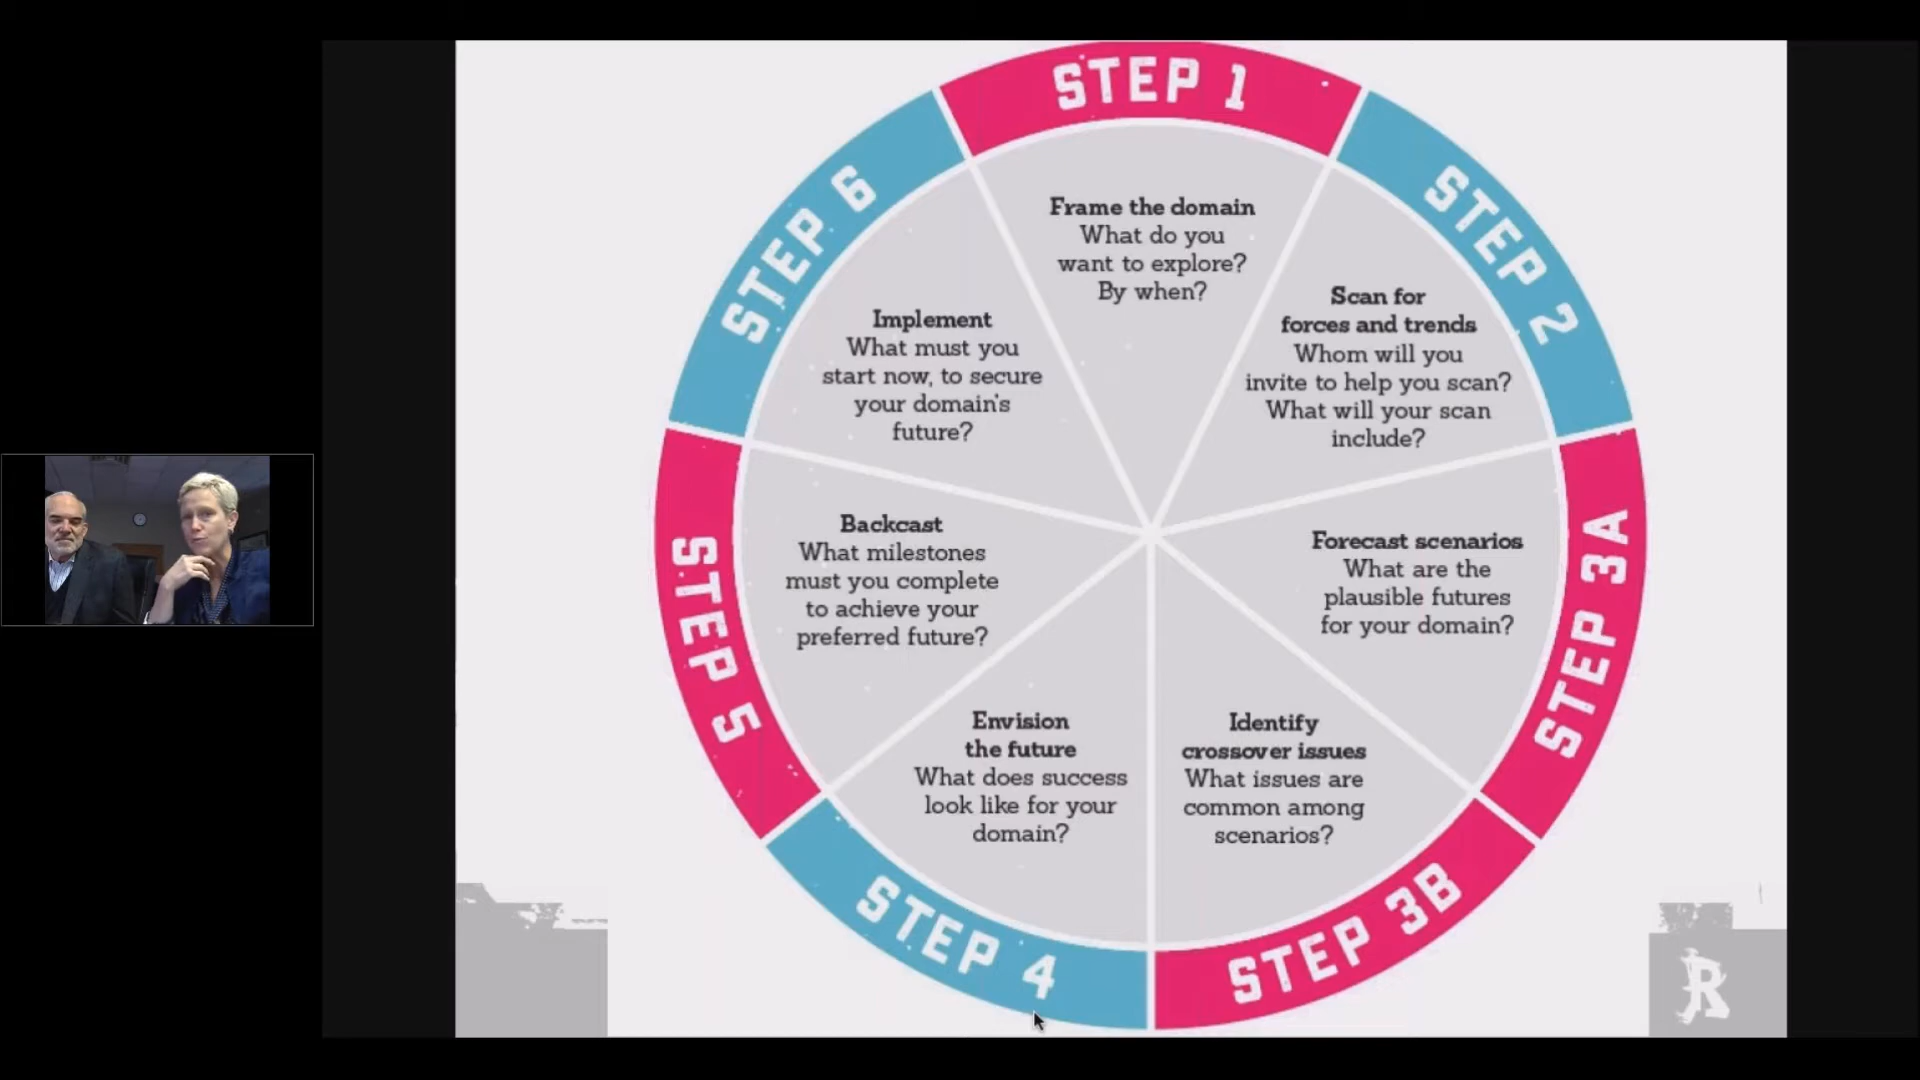 STEP 1
Frame the domain
What do you
want to explore?
By when?
STEP 2
Scan for
forces and trends
Whom will you
invite to help you scan?
What will your scan
include?
STEP 3A
Forecast scenarios
What are the
plausible futures
for your domain?
STEP 3B
Identify
crossover issues
What issues are
common among
scenarios?
STEP 4
Envision
the future
What does success
look like for your
domain?
STEP 5
Backcast
What milestones
must you complete
to achieve your
preferred future?
STEP 6
Implement
What must you
start now, to secure
your domain's
future?
R